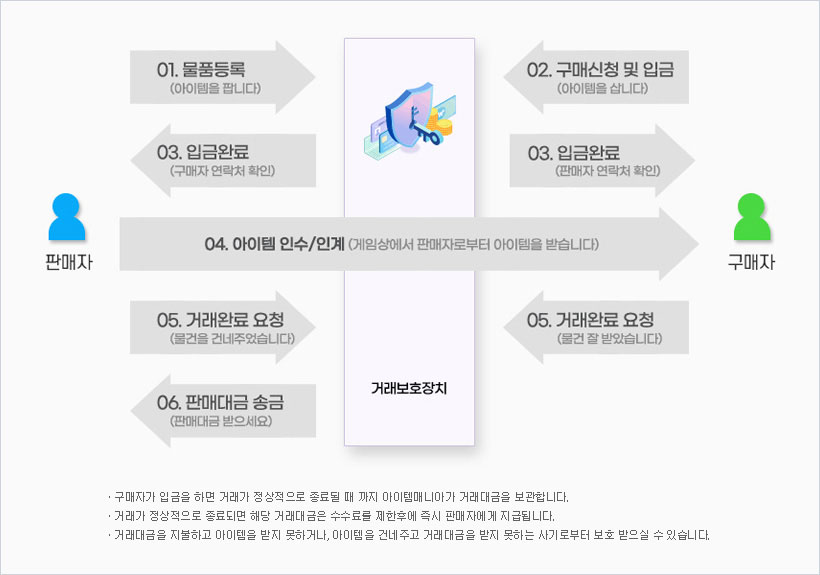 01. 물품등록
(아이템을 팝니다)
02. 구매신청 및 입금
(아이템을 삽니다)
03. 입금완료
(구매자 연락처 확인)
03. 입금완료
(판매자 연락처 확인)
04. 아이템 인수/인계 (게임상에서 판매자로부터 아이템을 받습니다)
판매자
구매자
05. 거래완료 요청
(물건을 건네주었습니다)
05. 거래완료 요청
(물건 잘 받았습니다)
06. 판매대금 송금
(판매대금 받으세요)
거래보호장치
· 구매자가 입금을 하면 거래가 정상적으로 종료될 때 까지 아이템매니아가 거래대금을 보관합니다.
· 거래가 정상적으로 종료되면 해당 거래대금은 수수료를 제한후에 즉시 판매자에게 지급됩니다.
· 거래대금을 지불하고 아이템을 받지 못하거나, 아이템을 건네주고 거래대금을 받지 못하는 사기로부터 보호 받으실 수 있습니다.